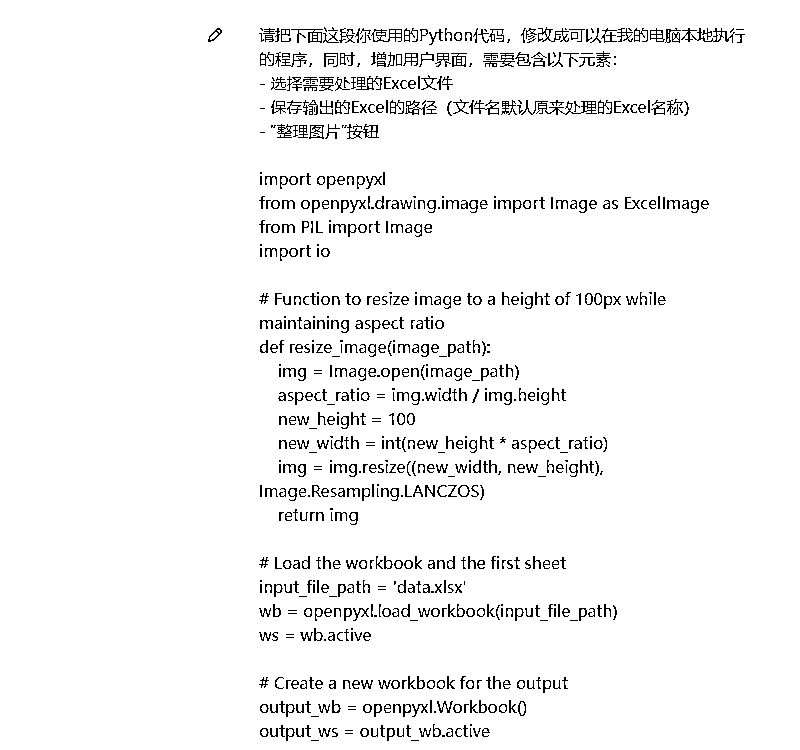 请把下面这段你使用的Python代码，修改成可以在我的电脑本地执行
的程序，同时，增加用户界面，需要包含以下元素：
- 选择需要处理的Excel文件
- 保存输出的Excel的路径（文件名默认原来处理的Excel名称）
- “整理图片”按钮

import openpyxl
from openpyxl.drawing.image import Image as ExcelImage
from PIL import Image
import io

# Function to resize image to a height of 100px while
maintaining aspect ratio
def resize_image(image_path):
    img = Image.open(image_path)
    aspect_ratio = img.width / img.height
    new_height = 100
    new_width = int(new_height * aspect_ratio)
    img = img.resize((new_width, new_height),
Image.Resampling.LANCZOS)
    return img

# Load the workbook and the first sheet
input_file_path = 'data.xlsx'
wb = openpyxl.load_workbook(input_file_path)
ws = wb.active

# Create a new workbook for the output
output_wb = openpyxl.Workbook()
output_ws = output_wb.active